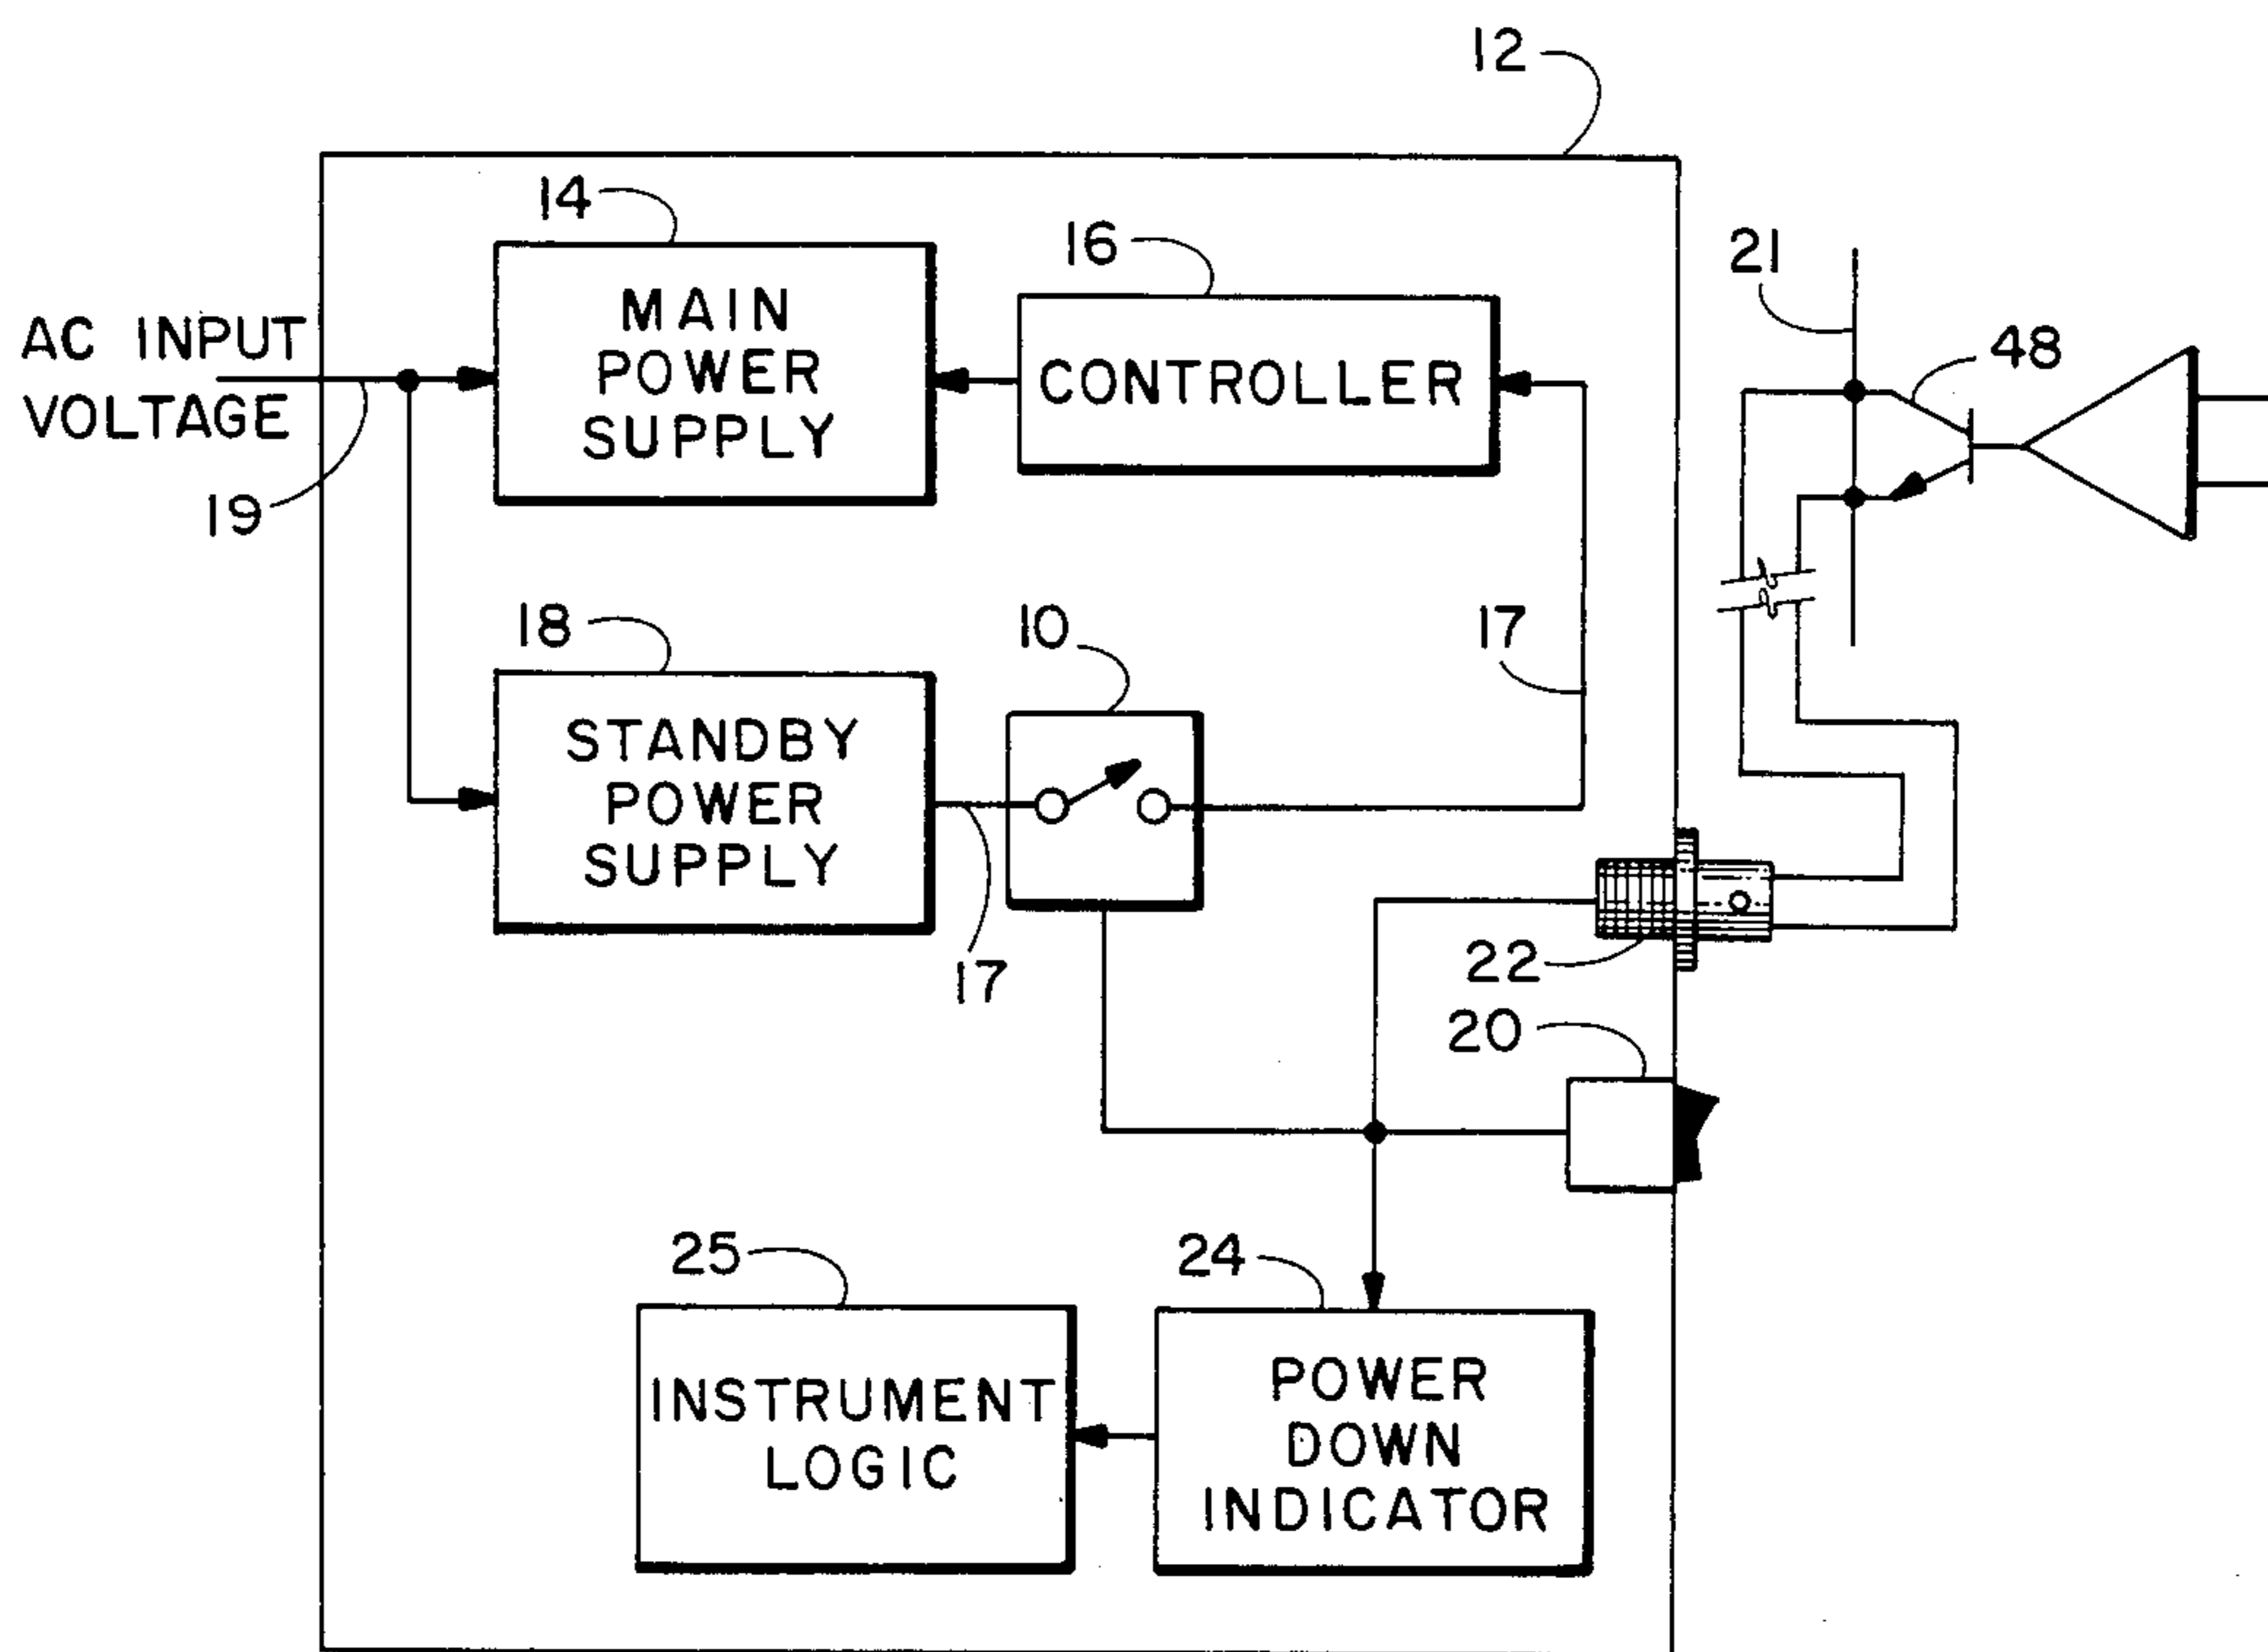 12
14
MAIN
POWER
SUPPLY
16
CONTROLLER
21
48
AC INPUT
VOLTAGE
19
18
STANDBY
POWER
SUPPLY
10
17
17
22
20
25
INSTRUMENT
LOGIC
24
POWER
DOWN
INDICATOR